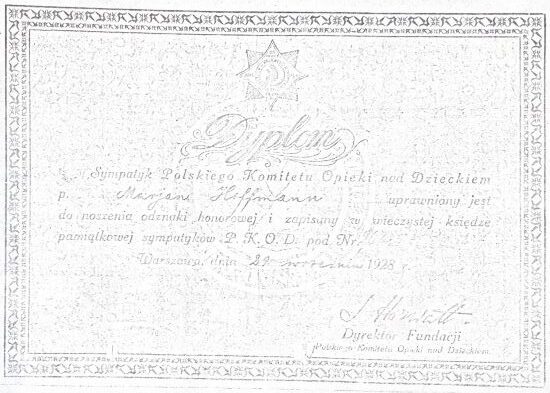 Dyplom
Sympatyk Polskiego Komitetu Opieki nad Dzieckiem
p. Marjan Hoffmann uprawniony jest
do noszenia odznaki honorowej i zapisany w wieczystej księdze
pamiątkowej sympatyków P. K. O. D. pod Nr.
Warszawa, dnia 29 września 1928 r.
Dyrektor Fundacji
Polskiego Komitetu Opieki nad Dzieckiem.